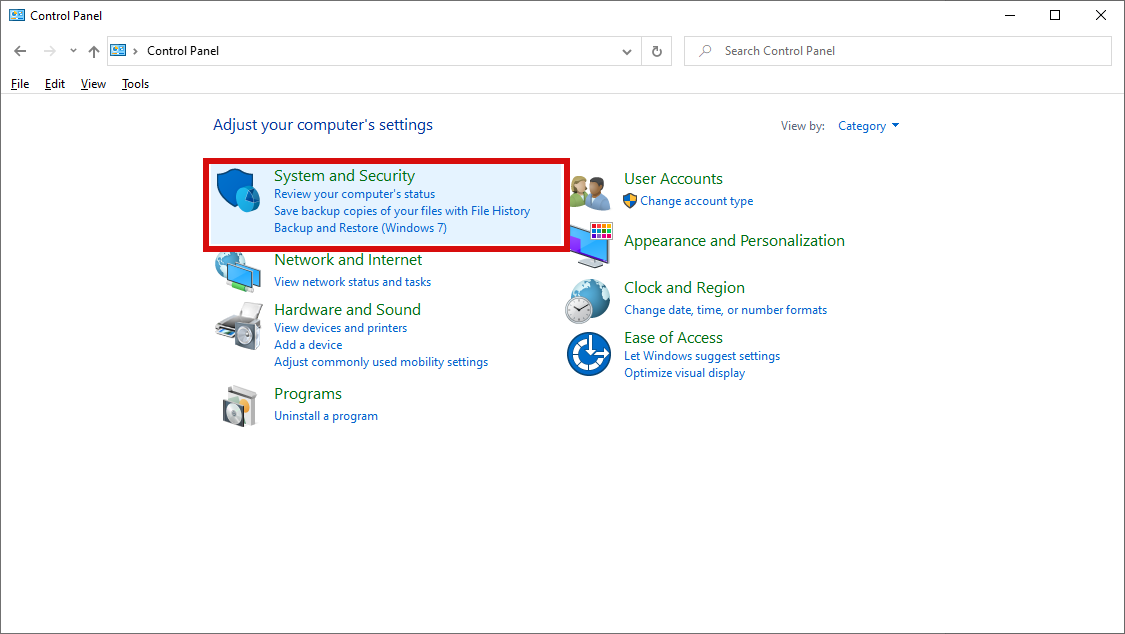 Control Panel
Control Panel
Search Control Panel
File Edit View Tools
Adjust your computer's settings
View by: Category
System and Security
Review your computer's status
Save backup copies of your files with File History
Backup and Restore (Windows 7)
Network and Internet
View network status and tasks
Hardware and Sound
View devices and printers
Add a device
Adjust commonly used mobility settings
Programs
Uninstall a program
User Accounts
Change account type
Appearance and Personalization
Clock and Region
Change date, time, or number formats
Ease of Access
Let Windows suggest settings
Optimize visual display